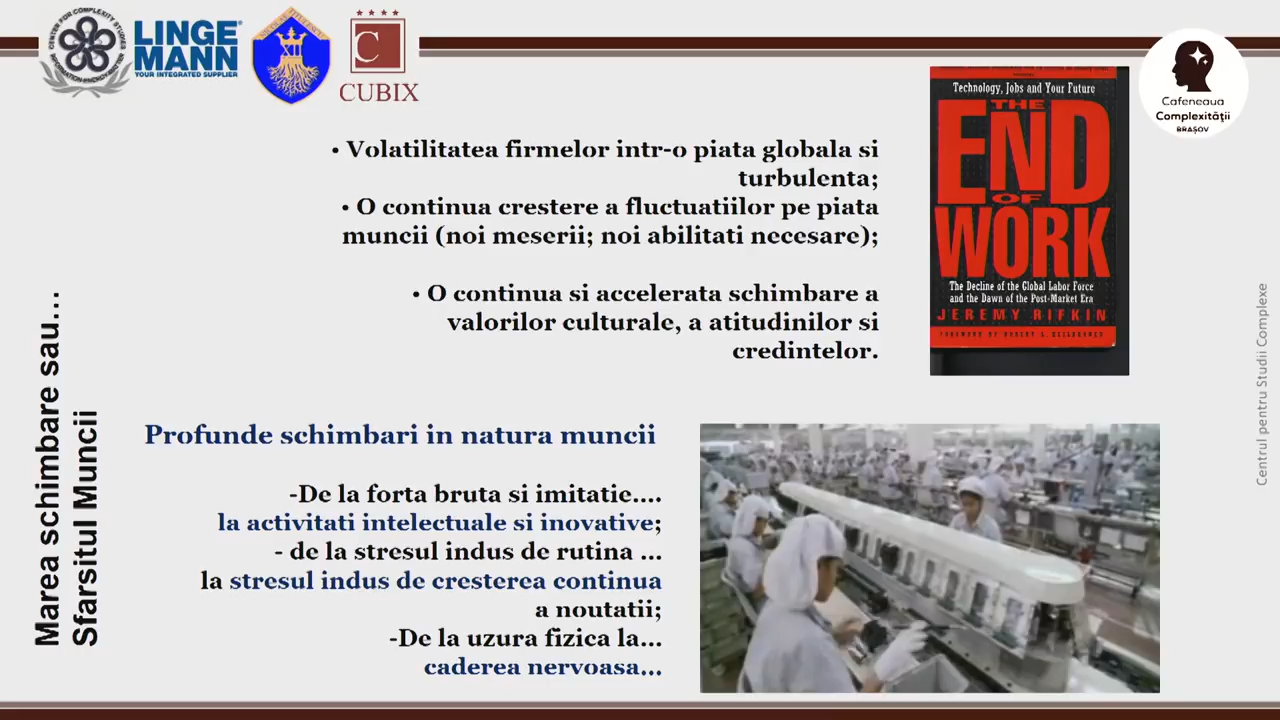 LINGE
MANN
YOUR INTEGRATED SUPPLIER
C
CUBIX
Cafeneaua
Complexității
BRAȘOV
Technology, Jobs and Your Future
THE
END
OF
WORK
The Decline of the Global Labor Force
and the Dawn of the Post-Market Era
JEREMY RIFKIN
• Volatilitatea firmelor intr-o piata globala si
turbulenta;
• O continua crestere a fluctuatiilor pe piata
muncii (noi meserii; noi abilitati necesare);
• O continua si accelerata schimbare a
valorilor culturale, a atitudinilor si
credintelor.
Marea schimbare sau...
Sfarsitul Muncii
Profunde schimbari in natura muncii
-De la forta bruta si imitatie....
la activitati intelectuale si inovative;
- de la stresul indus de rutina ...
la stresul indus de cresterea continua
a noutatii;
-De la uzura fizica la...
caderea nervoasa...
Centrul pentru Studii Complexe